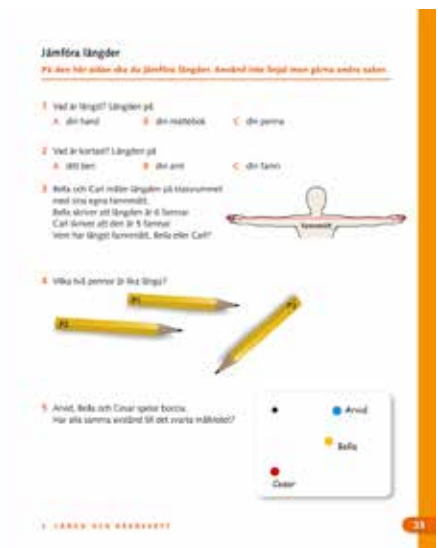 Jämföra längder
På den här sidan ska du jämföra längder. Använd inte linjal men gärna andra saker.
1 Vad är längst? Längden på
A din hand B din mattebok C din penna
2 Vad är kortast? Längden på
A ditt ben B din arm C din famn
3 Bella och Carl mäter längden på klassrummet
med sina egna famnmått.
Bella skriver att längden är 6 famnar.
Carl skriver att den är 5 famnar.
Vem har längst famnmått, Bella eller Carl?
famnmått
4 Vilka två pennor är lika långa?
P1
P2
P3
5 Arvid, Bella och Cesar spelar boccia.
Har alla samma avstånd till det svarta målklotet?
Arvid
Bella
Cesar